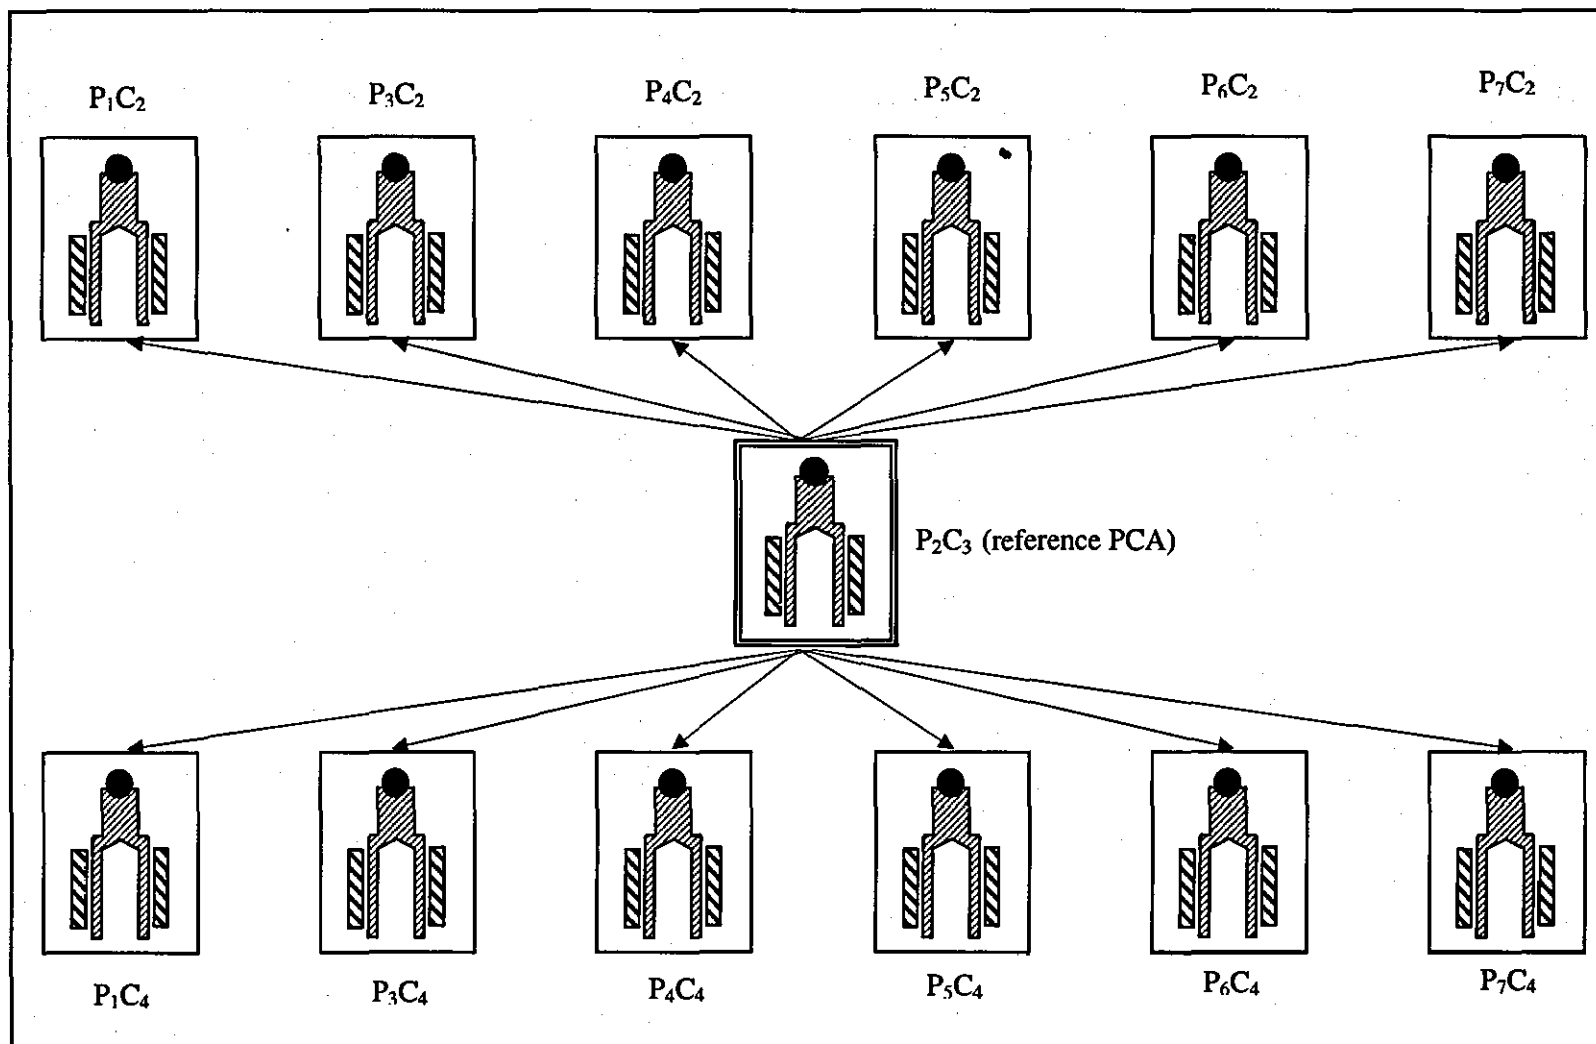 P₁C₂
P₃C₂
P₄C₂
P₅C₂
P₆C₂
P₇C₂
P₂C₃ (reference PCA)
P₁C₄
P₃C₄
P₄C₄
P₅C₄
P₆C₄
P₇C₄